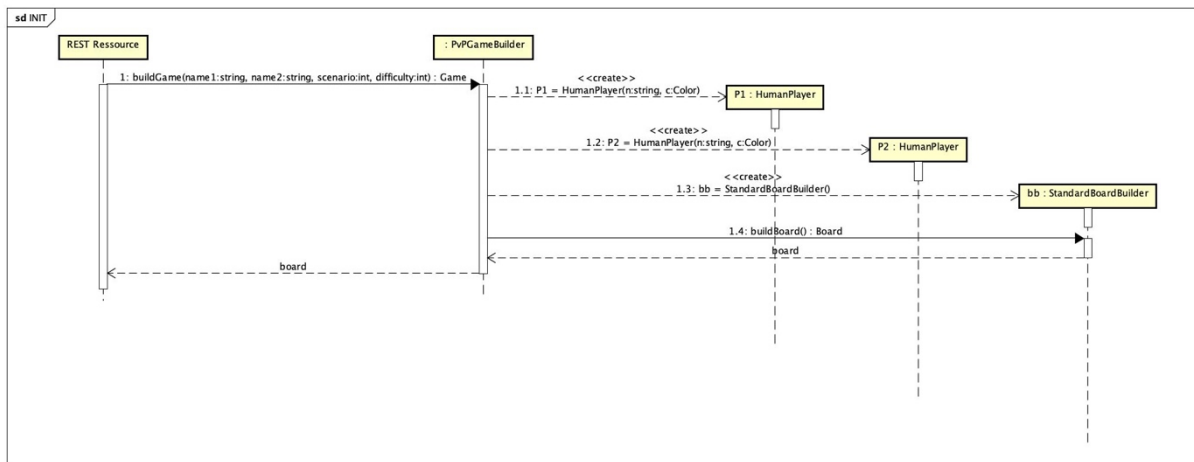 sd INIT
REST Ressource
: PvPGameBuilder
1: buildGame(name1:string, name2:string, scenario:int, difficulty:int) : Game
<<create>>
1.1: P1 = HumanPlayer(n:string, c:Color)
P1 : HumanPlayer
<<create>>
1.2: P2 = HumanPlayer(n:string, c:Color)
P2 : HumanPlayer
<<create>>
1.3: bb = StandardBoardBuilder()
bb : StandardBoardBuilder
1.4: buildBoard() : Board
board
board